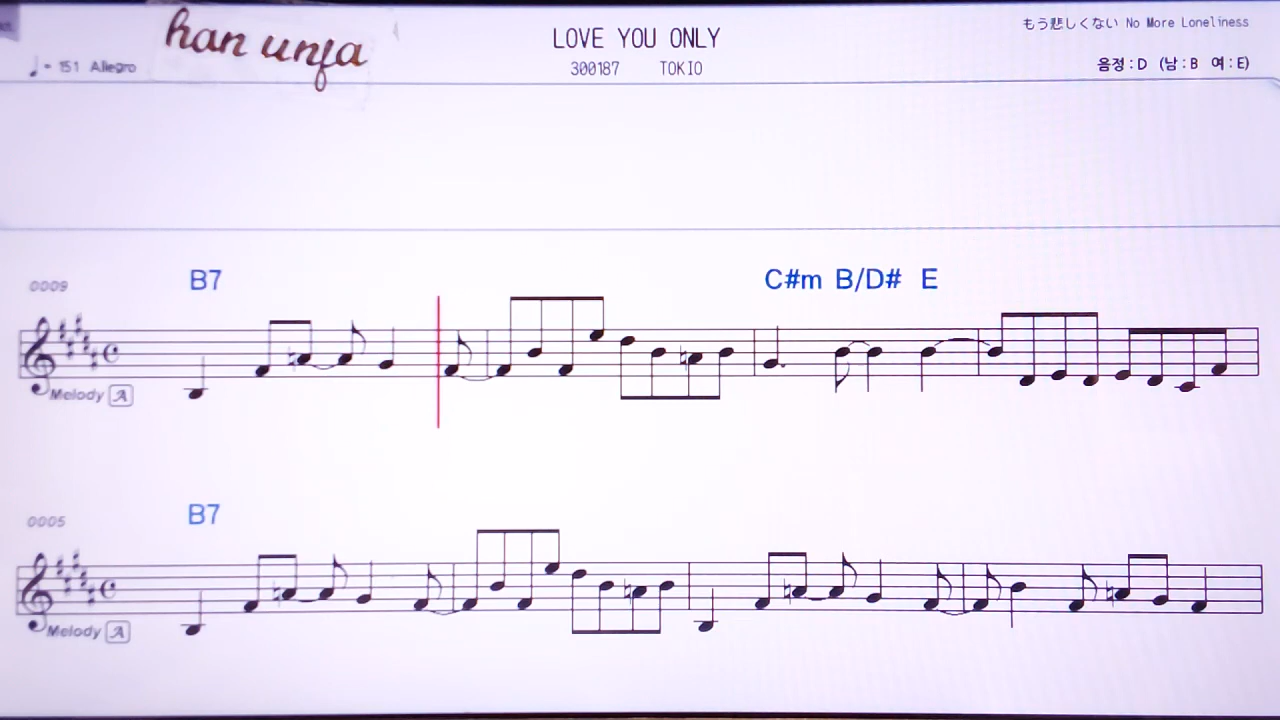 han unfa
LOVE YOU ONLY
もう悲しくない No More Loneliness
♩= 151 Allegro
300187 TOKIO
음정:D (남:B 여:E)
0009
B7
C#m B/D# E
Melody A
0005
B7
Melody A